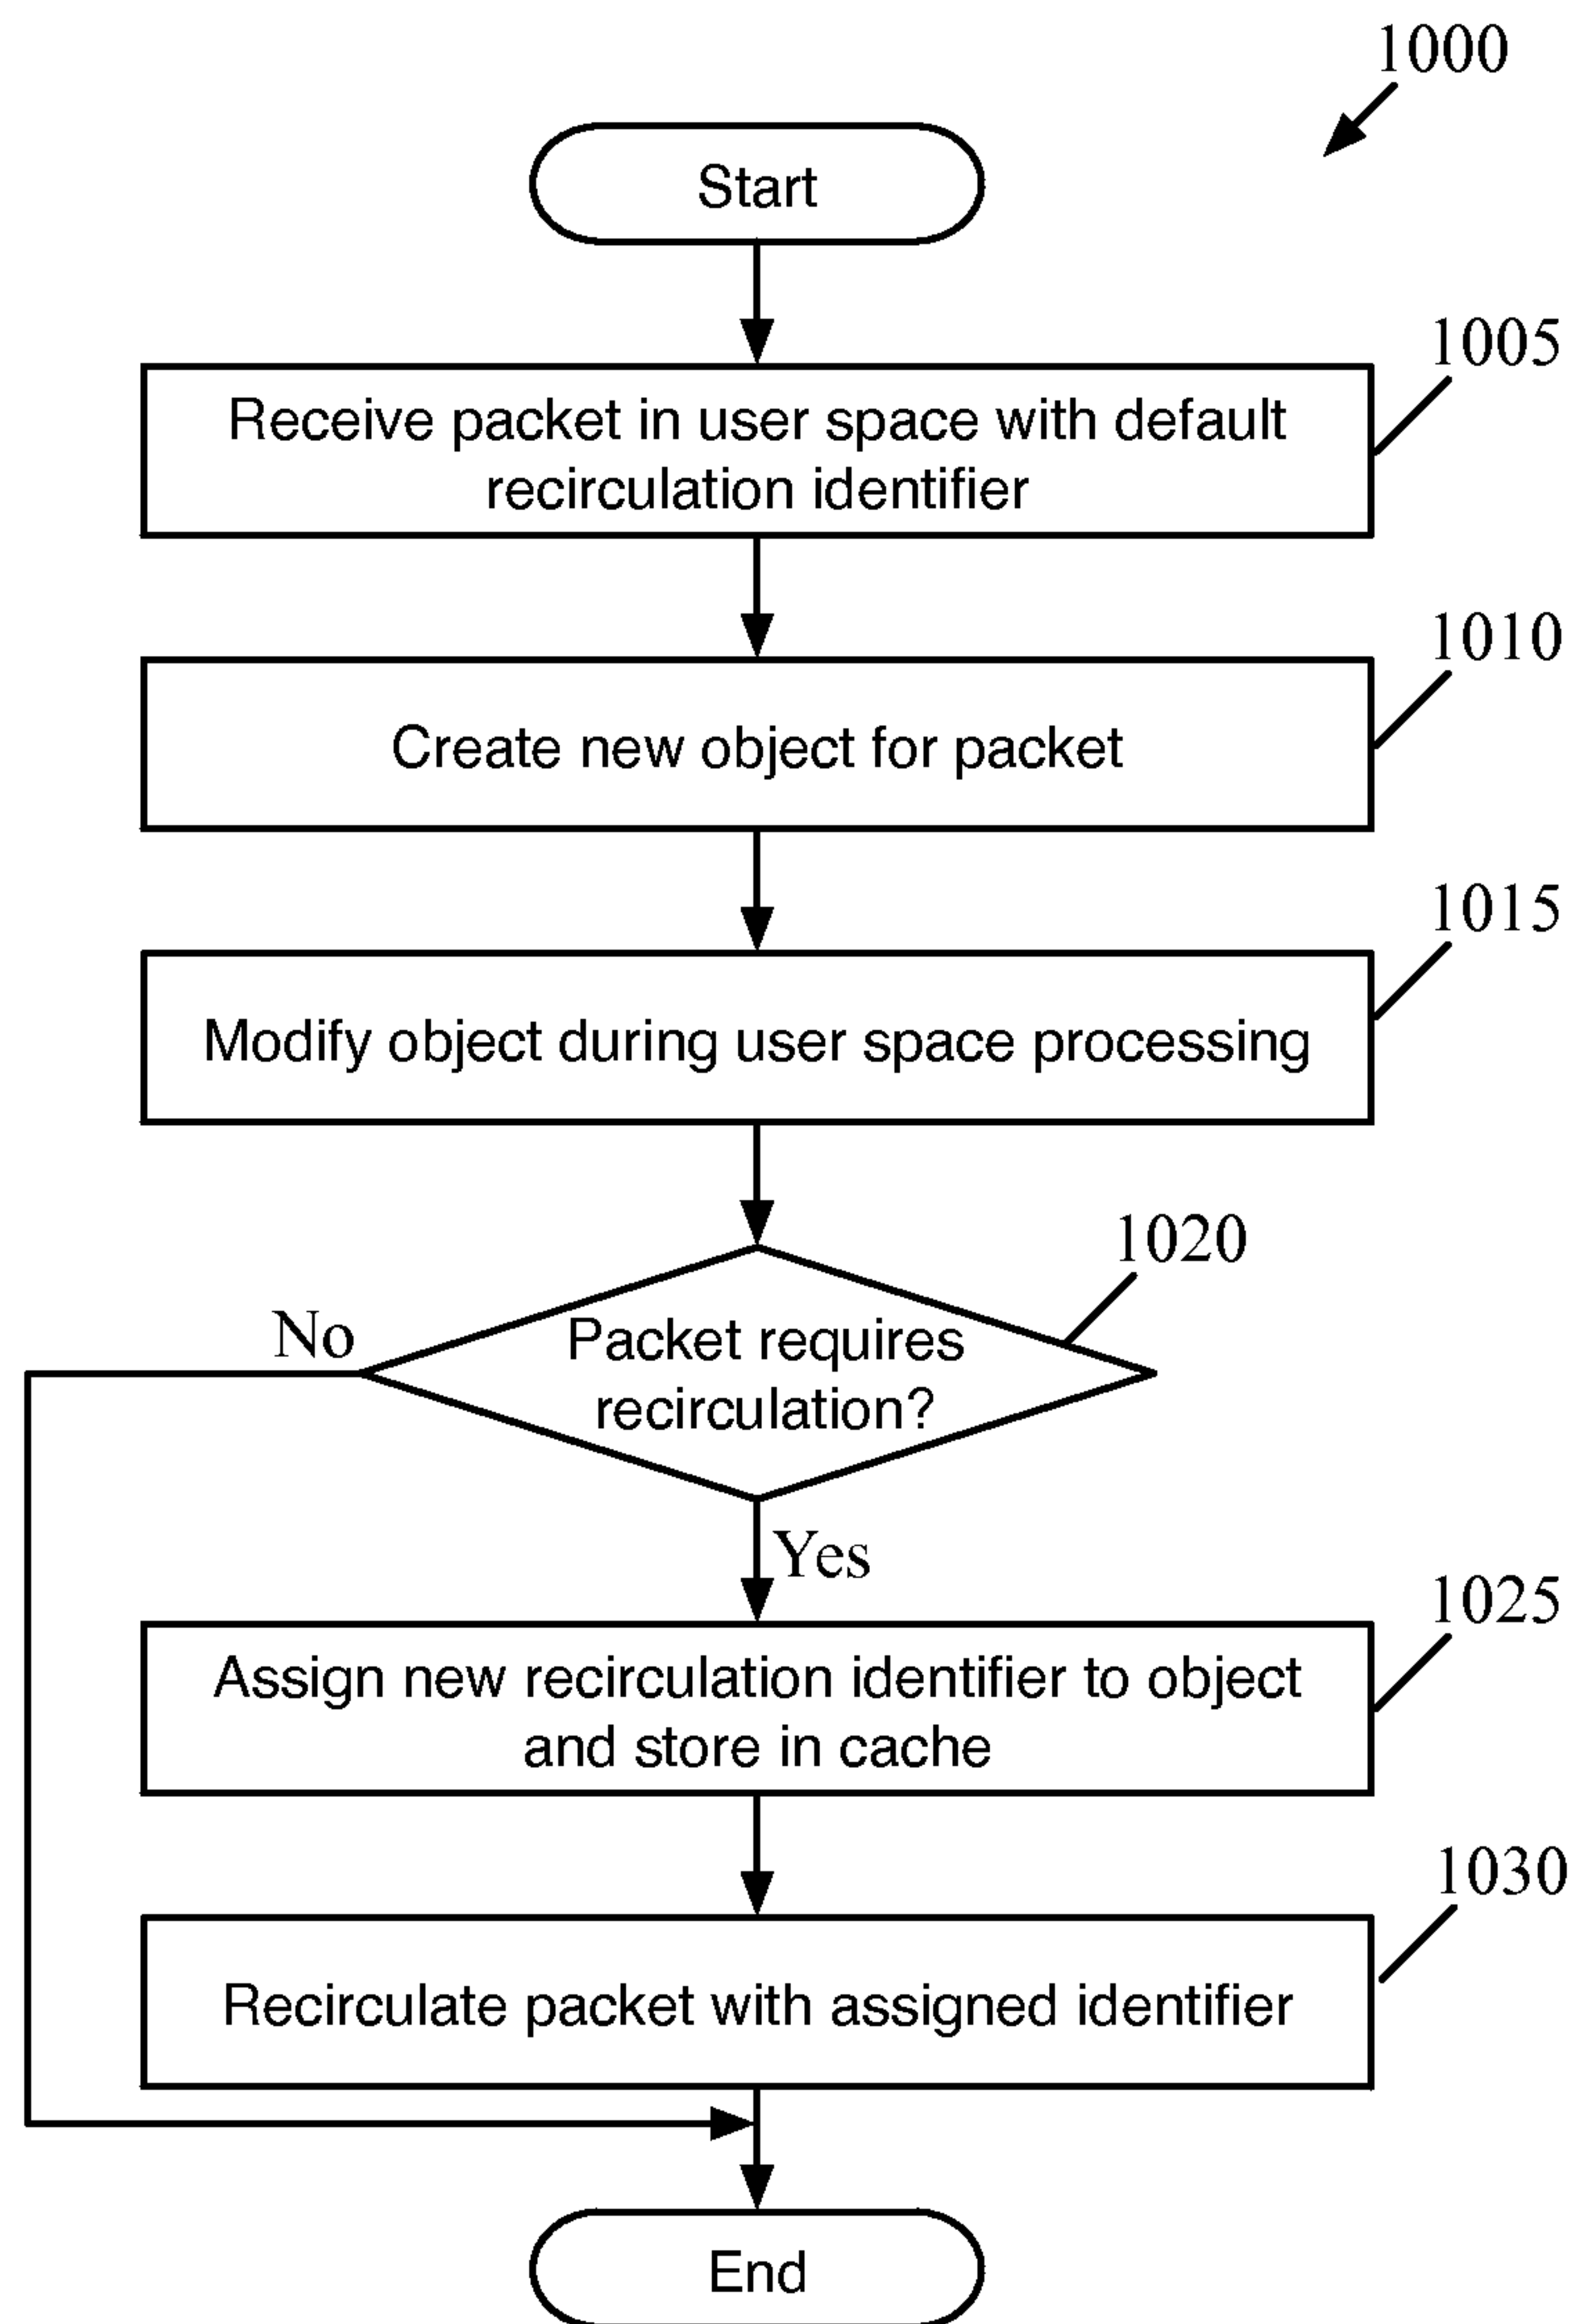 1000
Start
1005
Receive packet in user space with default
recirculation identifier
1010
Create new object for packet
1015
Modify object during user space processing
1020
No
Packet requires
recirculation?
Yes
1025
Assign new recirculation identifier to object
and store in cache
1030
Recirculate packet with assigned identifier
End